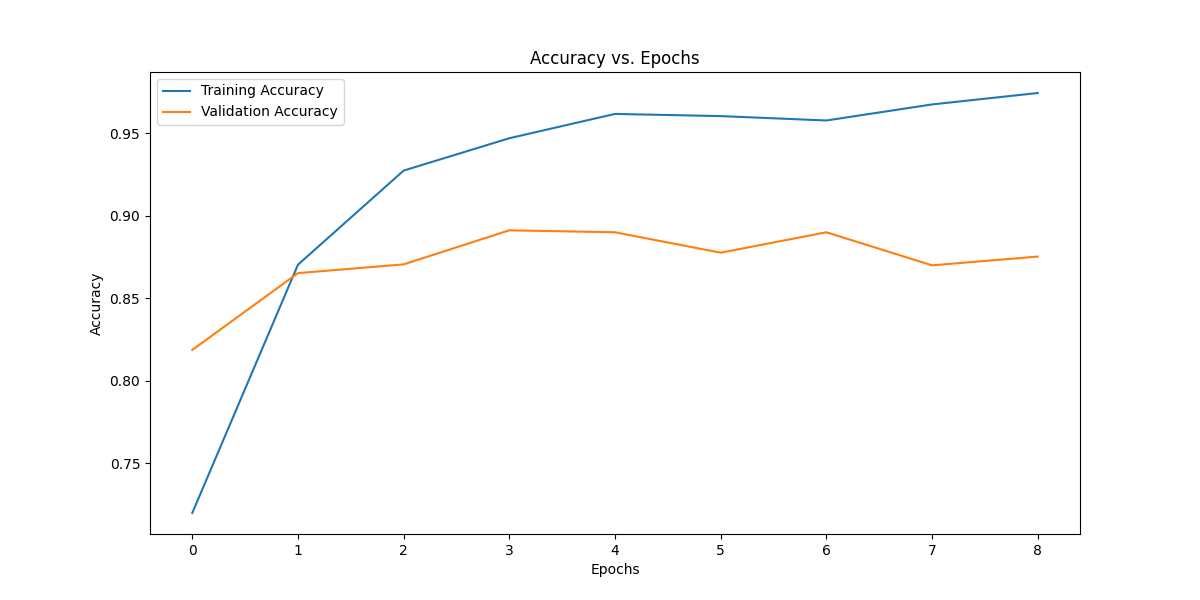 Accuracy vs. Epochs
Training Accuracy
Validation Accuracy
0.95
0.90
0.85
0.80
0.75
Accuracy
0 1 2 3 4 5 6 7 8
Epochs